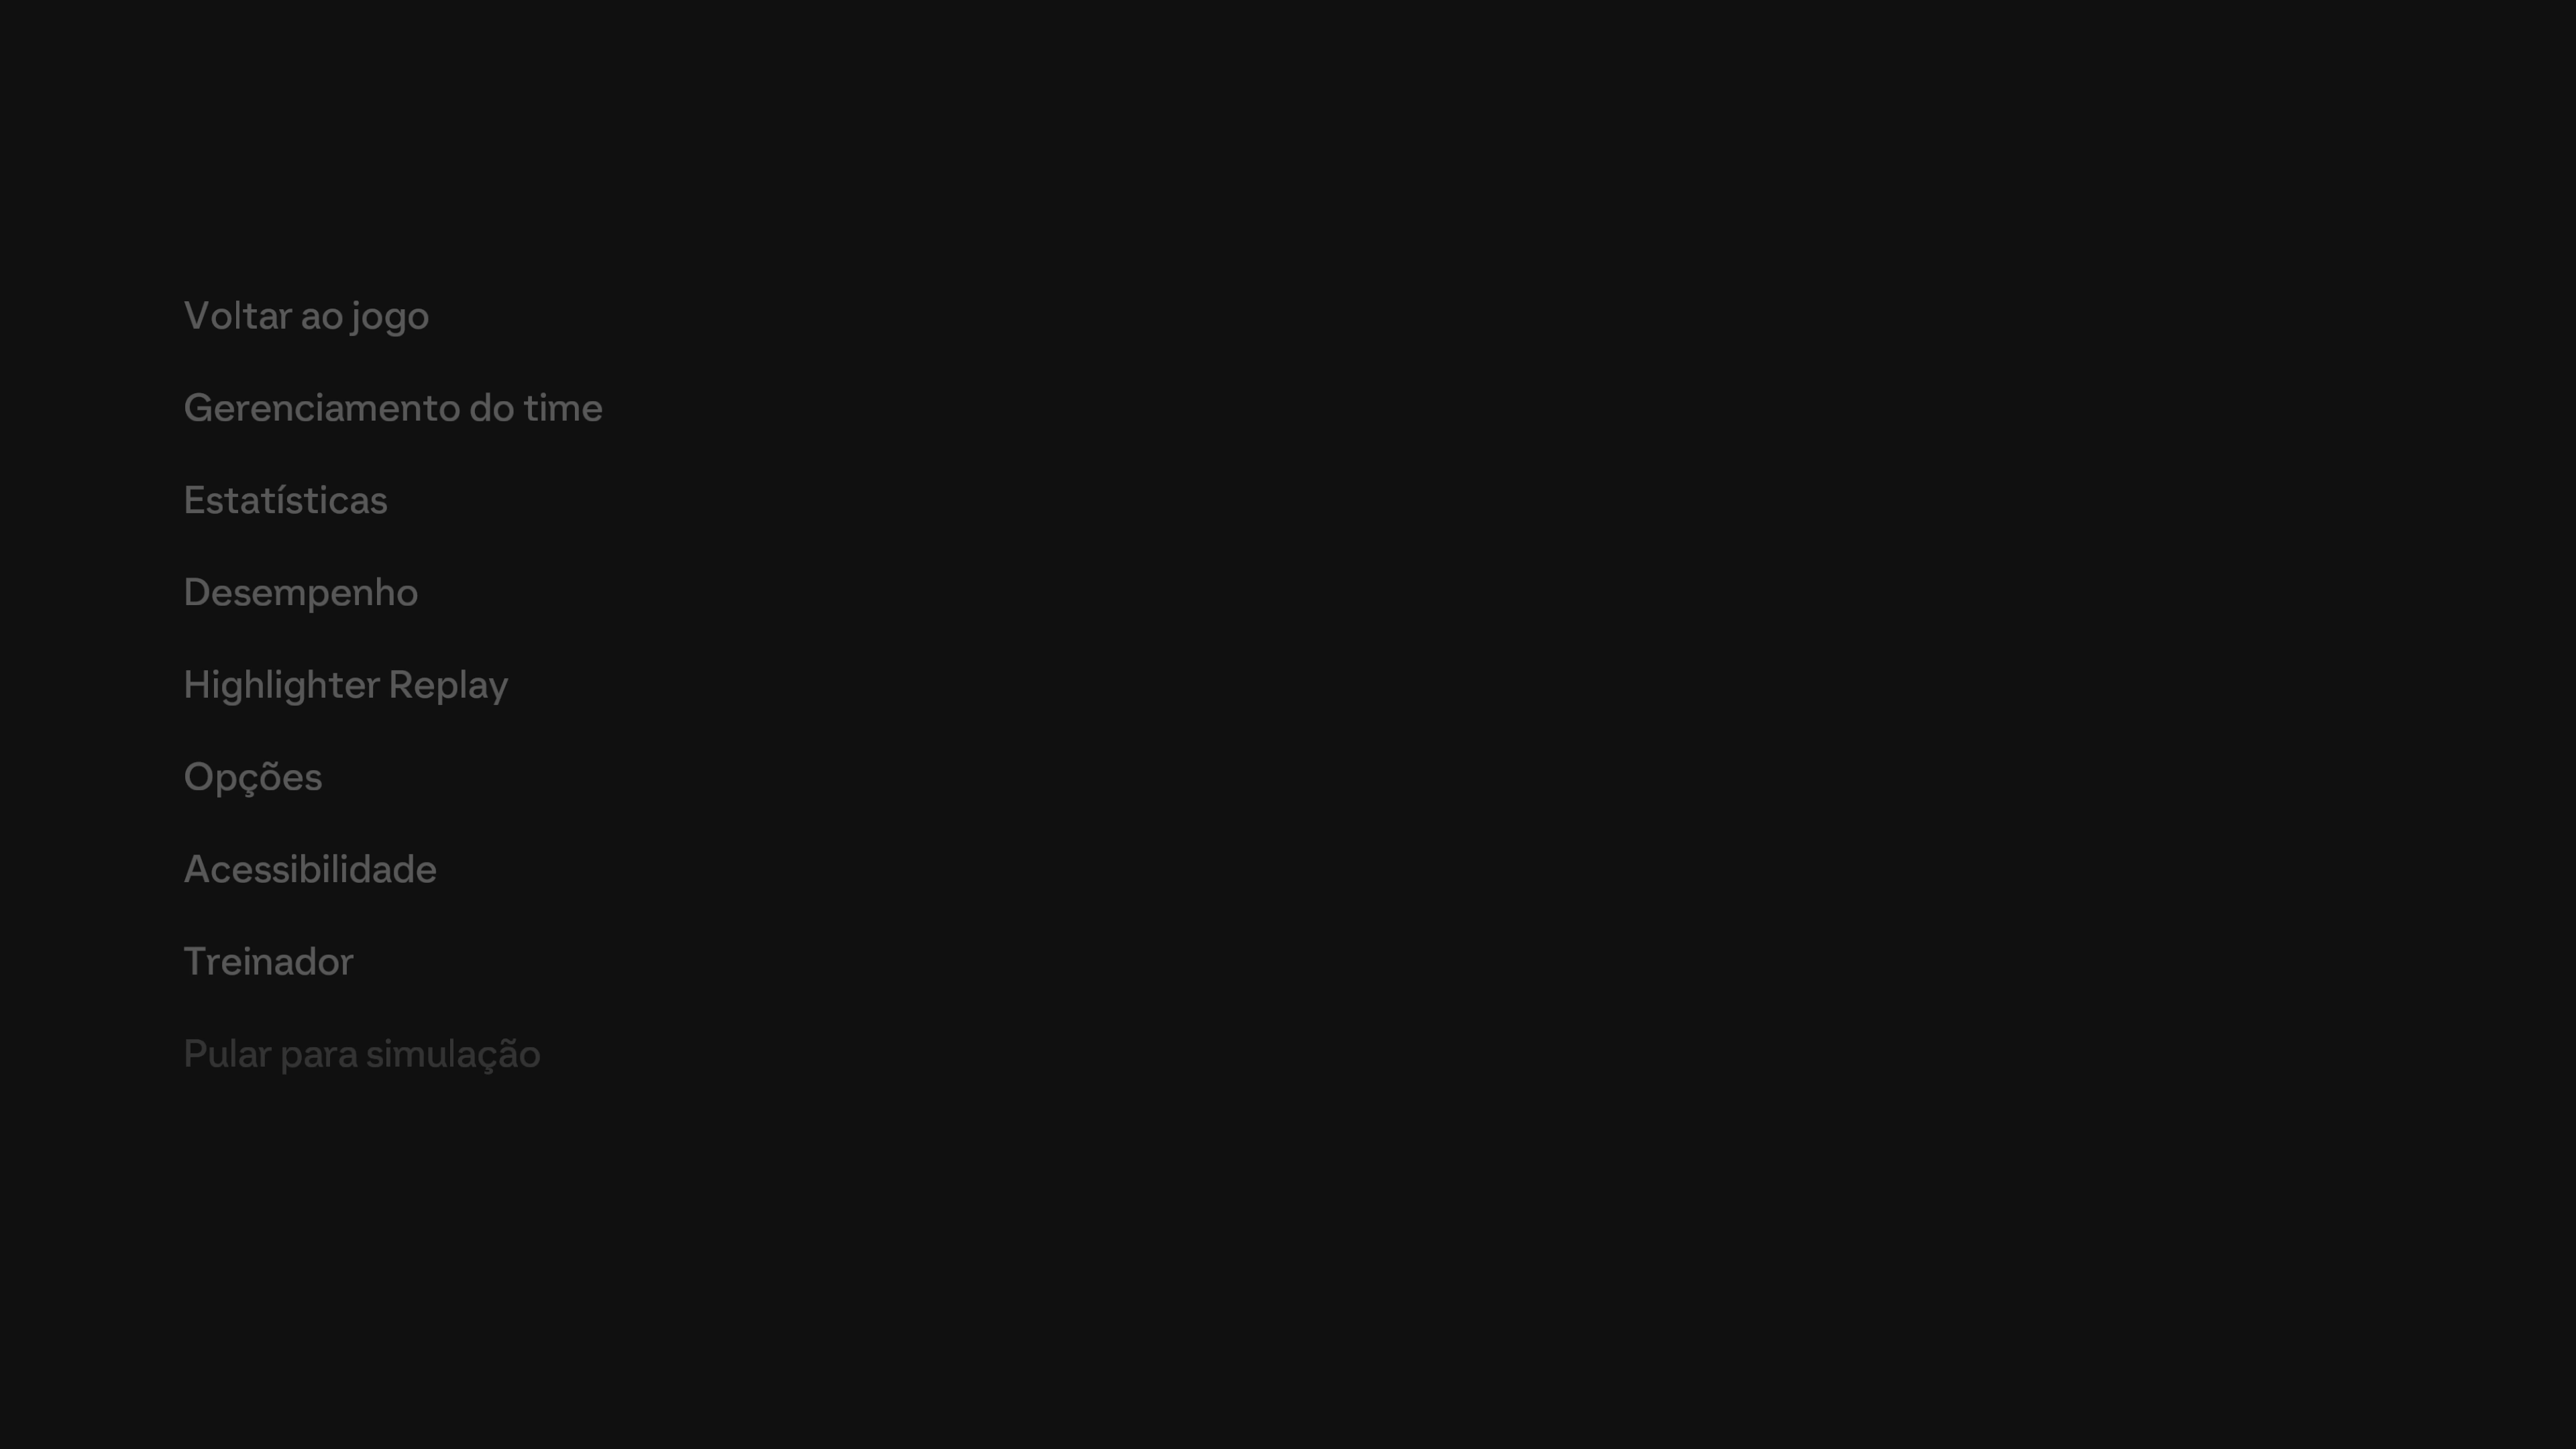 Voltar ao jogo
Gerenciamento do time
Estatísticas
Desempenho
Highlighter Replay
Opções
Acessibilidade
Treinador
Pular para simulação